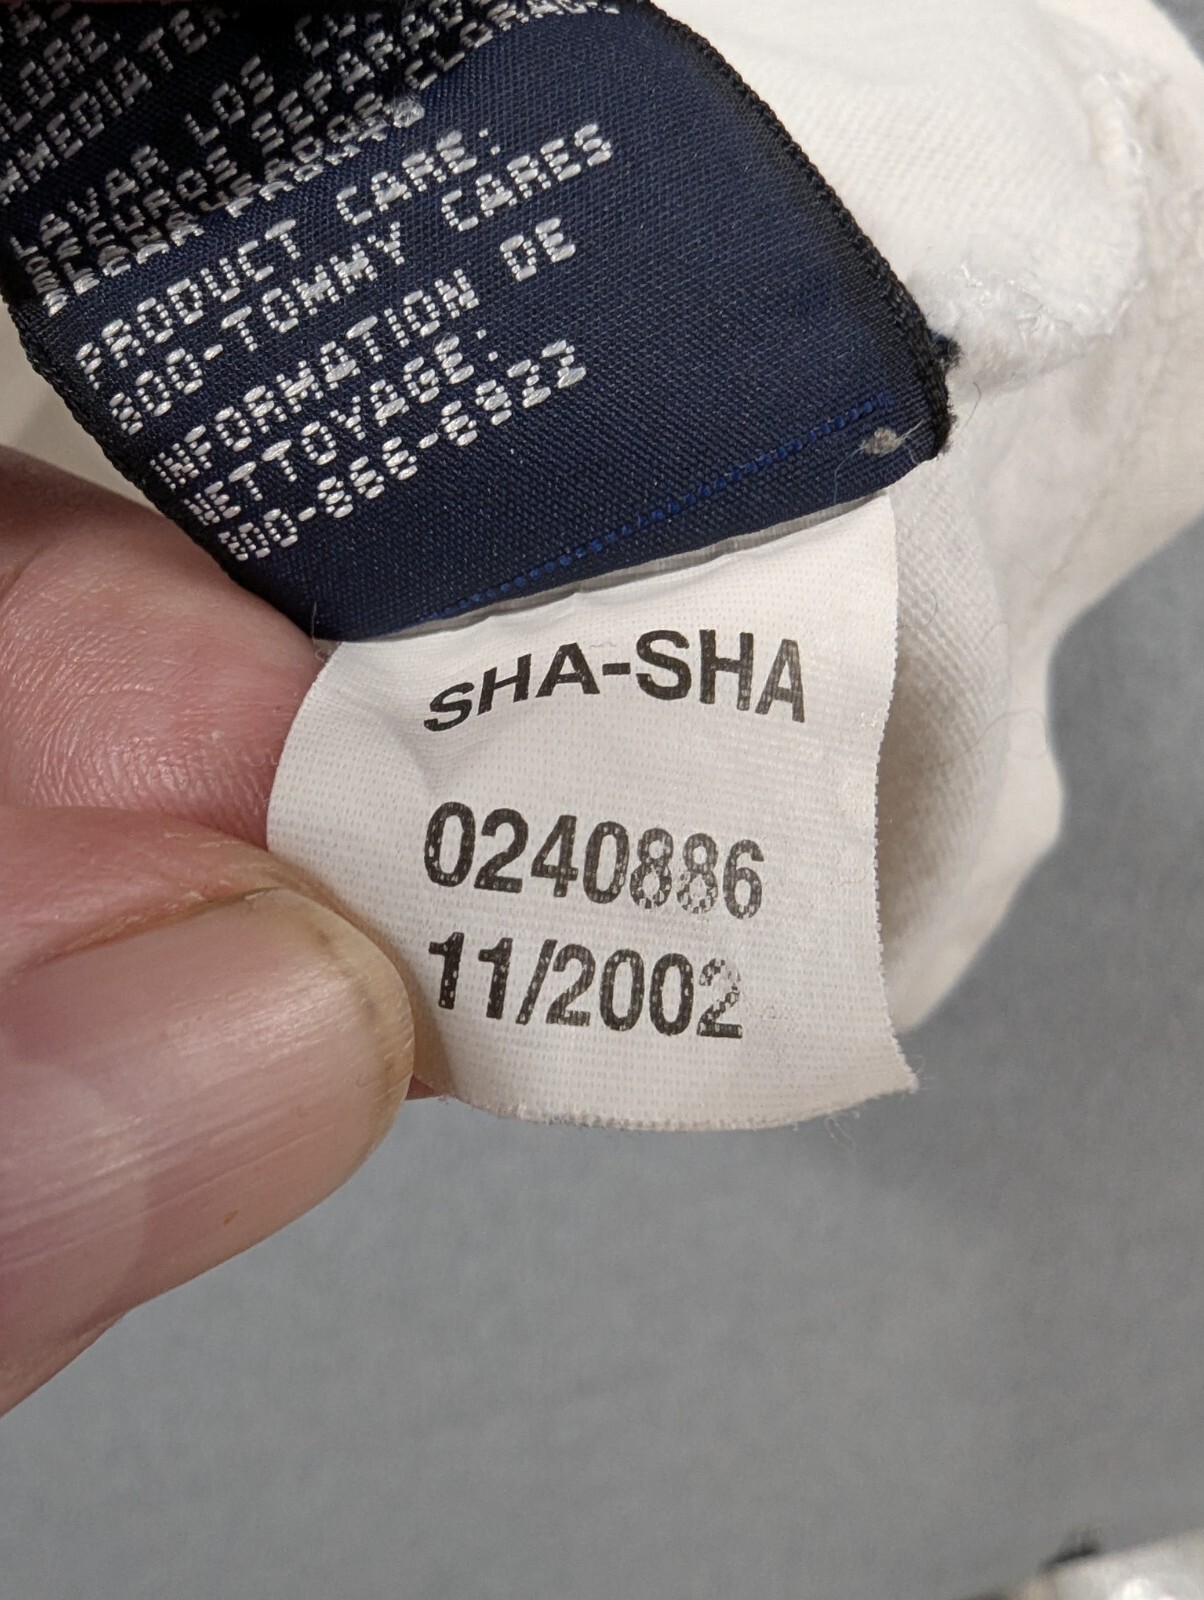 LAVAR LOS
PRODUCT CARE:
800-TOMMY CARES
INFORMATION DE
NETTOYAGE:
800-866-6922
SHA-SHA
0240886
11/2002